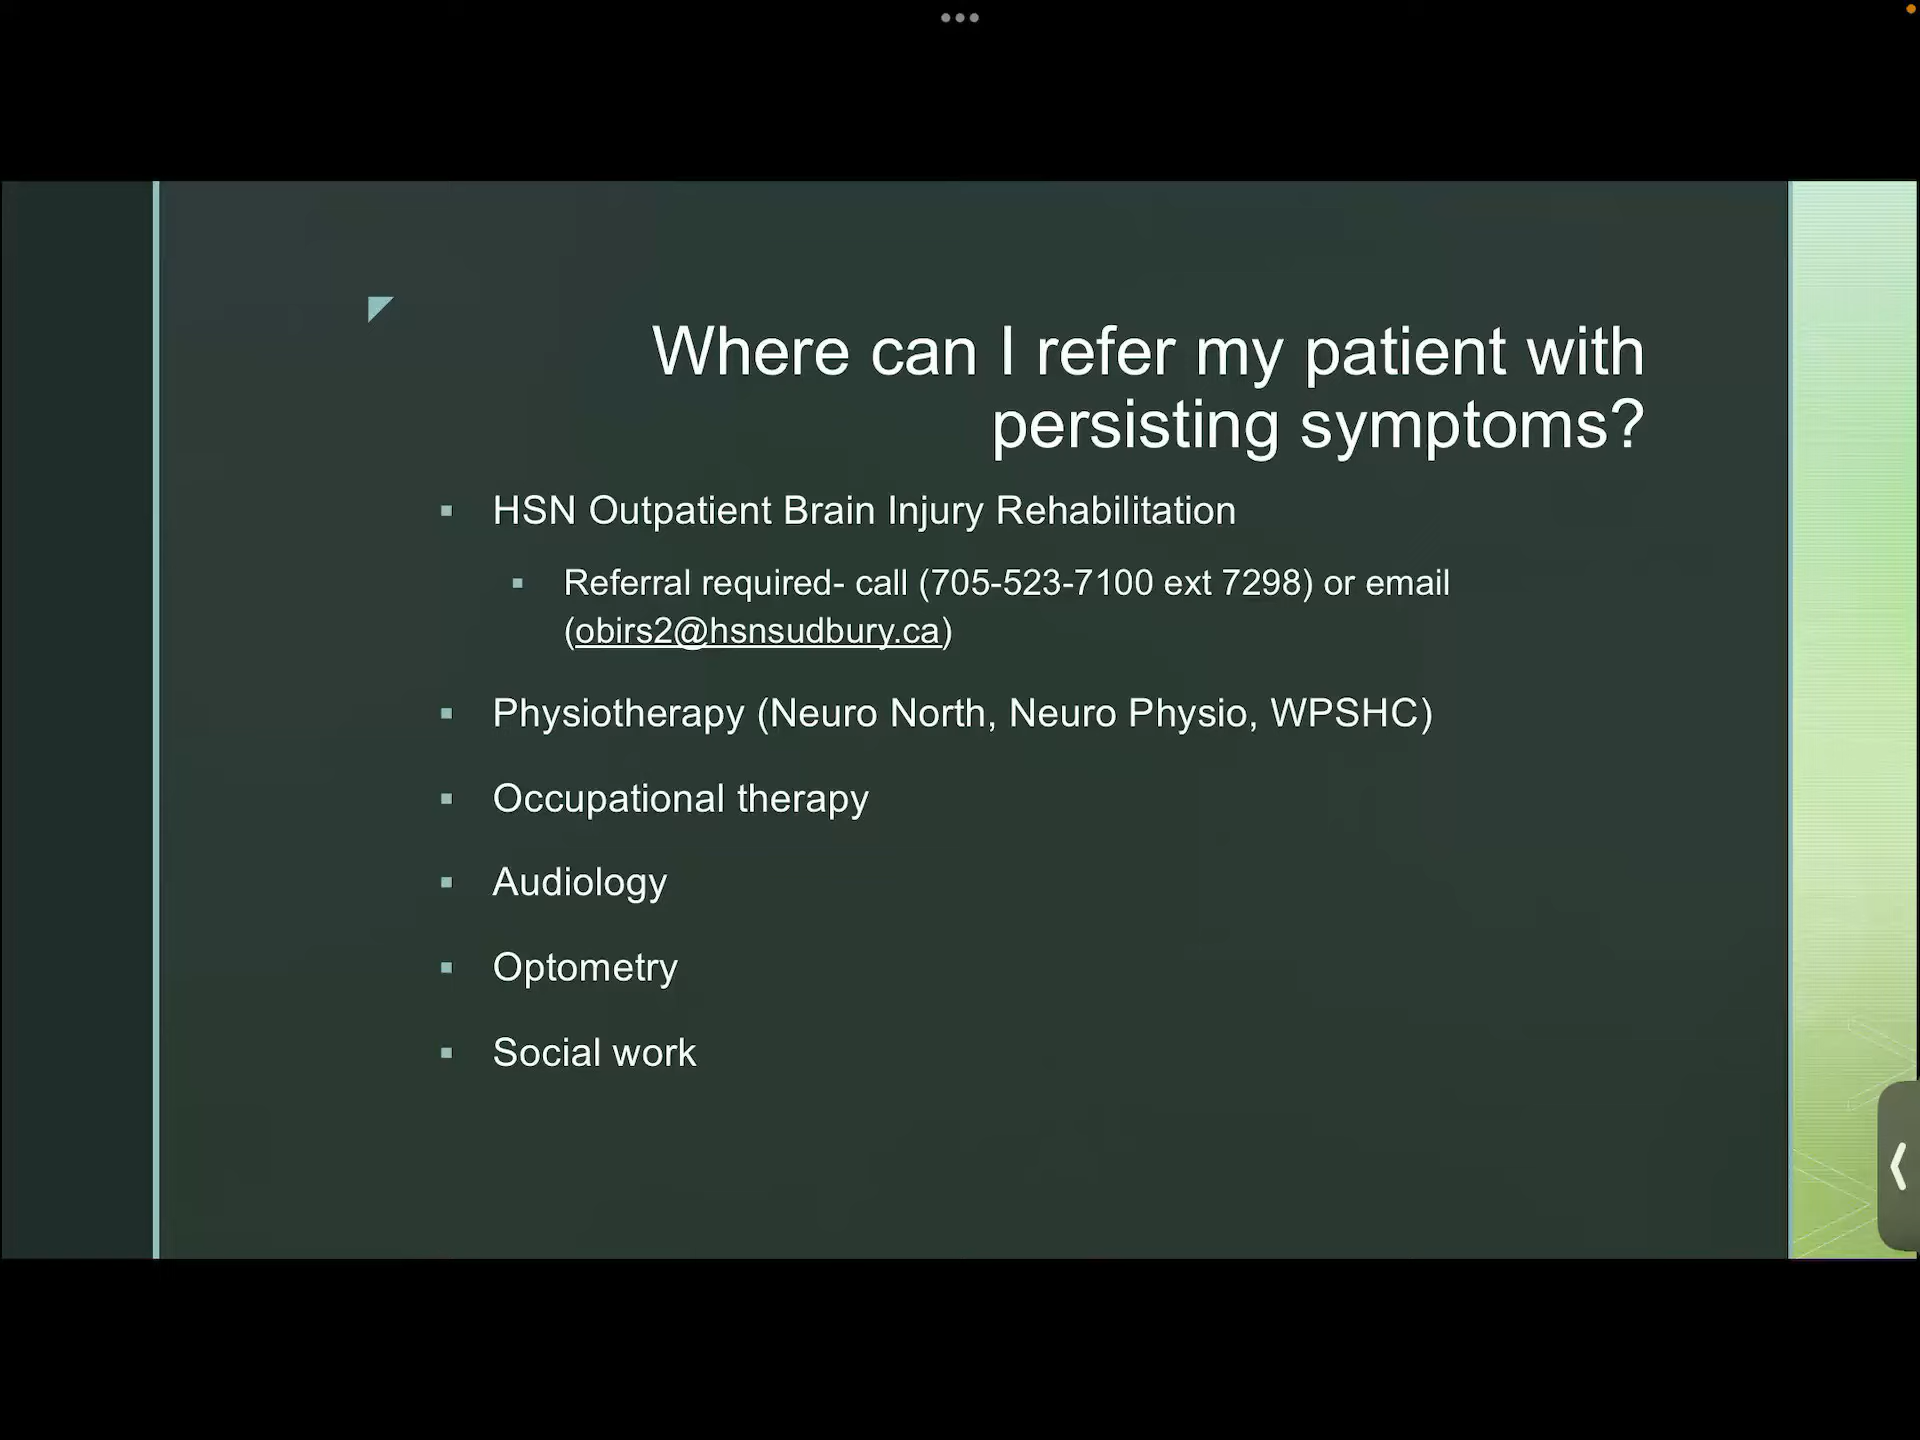 Where can I refer my patient with
persisting symptoms?
▪ HSN Outpatient Brain Injury Rehabilitation
▪ Referral required- call (705-523-7100 ext 7298) or email
(obirs2@hsnsudbury.ca)
▪ Physiotherapy (Neuro North, Neuro Physio, WPSHC)
▪ Occupational therapy
▪ Audiology
▪ Optometry
▪ Social work